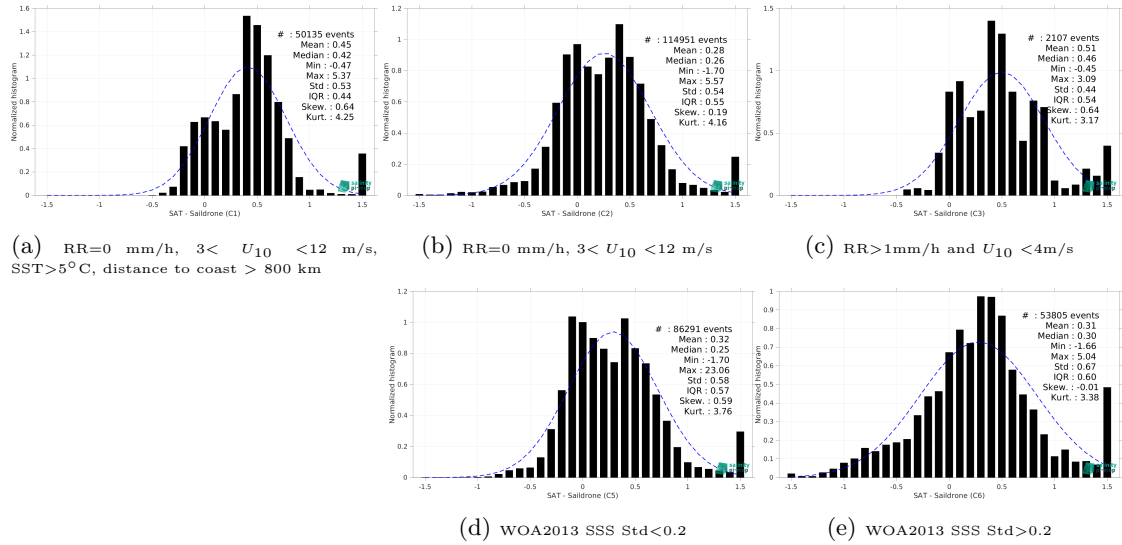 1.6
1.4
1.2
1
0.8
0.6
0.4
0.2
0
Normalized histogram
# : 50135 events
Mean : 0.45
Median : 0.42
Min : -0.47
Max : 5.37
Std : 0.53
IQR : 0.44
Skew. : 0.64
Kurt. : 4.25
-1.5 -1 -0.5 0 0.5 1 1.5
SAT - Saildrone (C1)
(a) RR=0 mm/h, 3< U10 <12 m/s,
SST>5°C, distance to coast > 800 km
1.2
1
0.8
0.6
0.4
0.2
0
Normalized histogram
# : 114951 events
Mean : 0.28
Median : 0.26
Min : -1.70
Max : 5.57
Std : 0.54
IQR : 0.55
Skew. : 0.19
Kurt. : 4.16
-1.5 -1 -0.5 0 0.5 1 1.5
SAT - Saildrone (C2)
(b) RR=0 mm/h, 3< U10 <12 m/s
1.5
1
0.5
0
Normalized histogram
# : 2107 events
Mean : 0.51
Median : 0.46
Min : -0.45
Max : 3.09
Std : 0.44
IQR : 0.54
Skew. : 0.64
Kurt. : 3.17
-1.5 -1 -0.5 0 0.5 1 1.5
SAT - Saildrone (C3)
(c) RR>1mm/h and U10 <4m/s
1.2
1
0.8
0.6
0.4
0.2
0
Normalized histogram
# : 86291 events
Mean : 0.32
Median : 0.25
Min : -1.70
Max : 23.06
Std : 0.58
IQR : 0.57
Skew. : 0.59
Kurt. : 3.76
-1.5 -1 -0.5 0 0.5 1 1.5
SAT - Saildrone (C5)
(d) WOA2013 SSS Std<0.2
1
0.9
0.8
0.7
0.6
0.5
0.4
0.3
0.2
0.1
0
Normalized histogram
# : 53805 events
Mean : 0.31
Median : 0.30
Min : -1.66
Max : 5.04
Std : 0.67
IQR : 0.60
Skew. : -0.01
Kurt. : 3.38
-1.5 -1 -0.5 0 0.5 1 1.5
SAT - Saildrone (C6)
(e) WOA2013 SSS Std>0.2